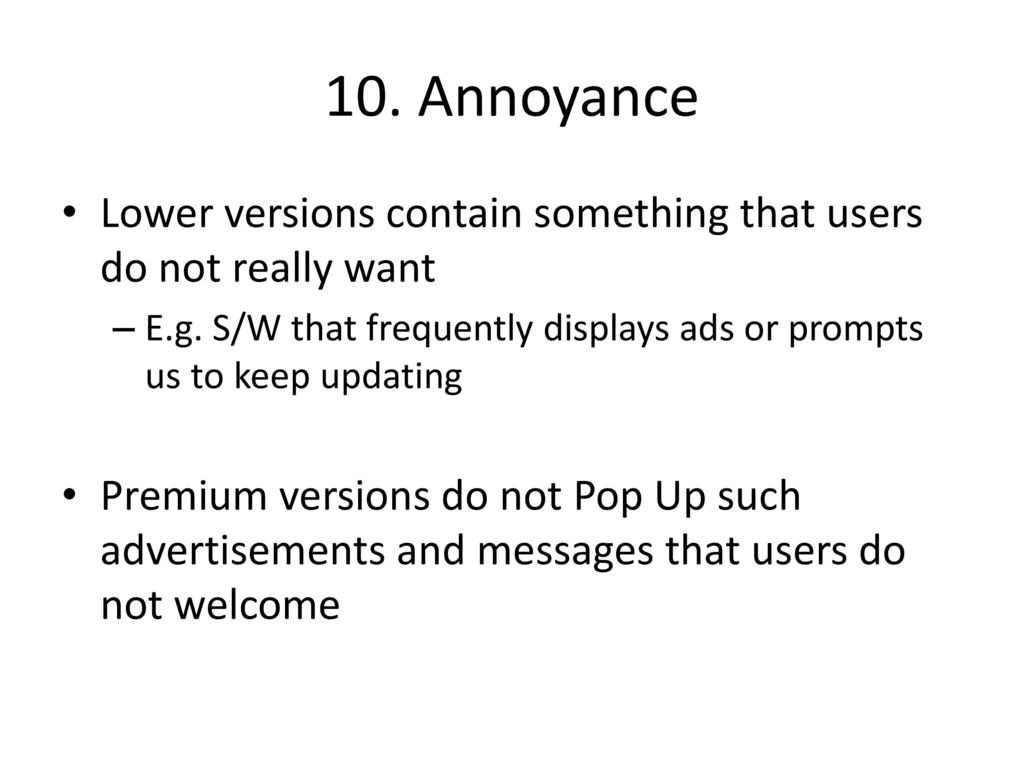 10. Annoyance
• Lower versions contain something that users
do not really want
– E.g. S/W that frequently displays ads or prompts
us to keep updating
• Premium versions do not Pop Up such
advertisements and messages that users do
not welcome